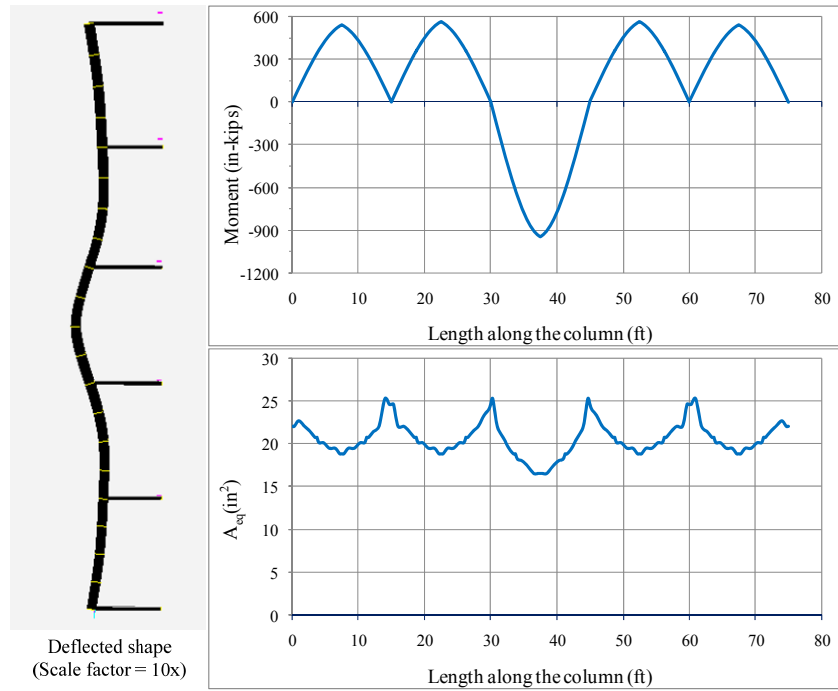 600
300
0
-300
-600
-900
-1200
Moment (in-kips)
0 10 20 30 40 50 60 70 80
Length along the column (ft)
30
25
20
15
10
5
0
Aeq(in2)
0 10 20 30 40 50 60 70 80
Length along the column (ft)
Deflected shape
(Scale factor = 10x)